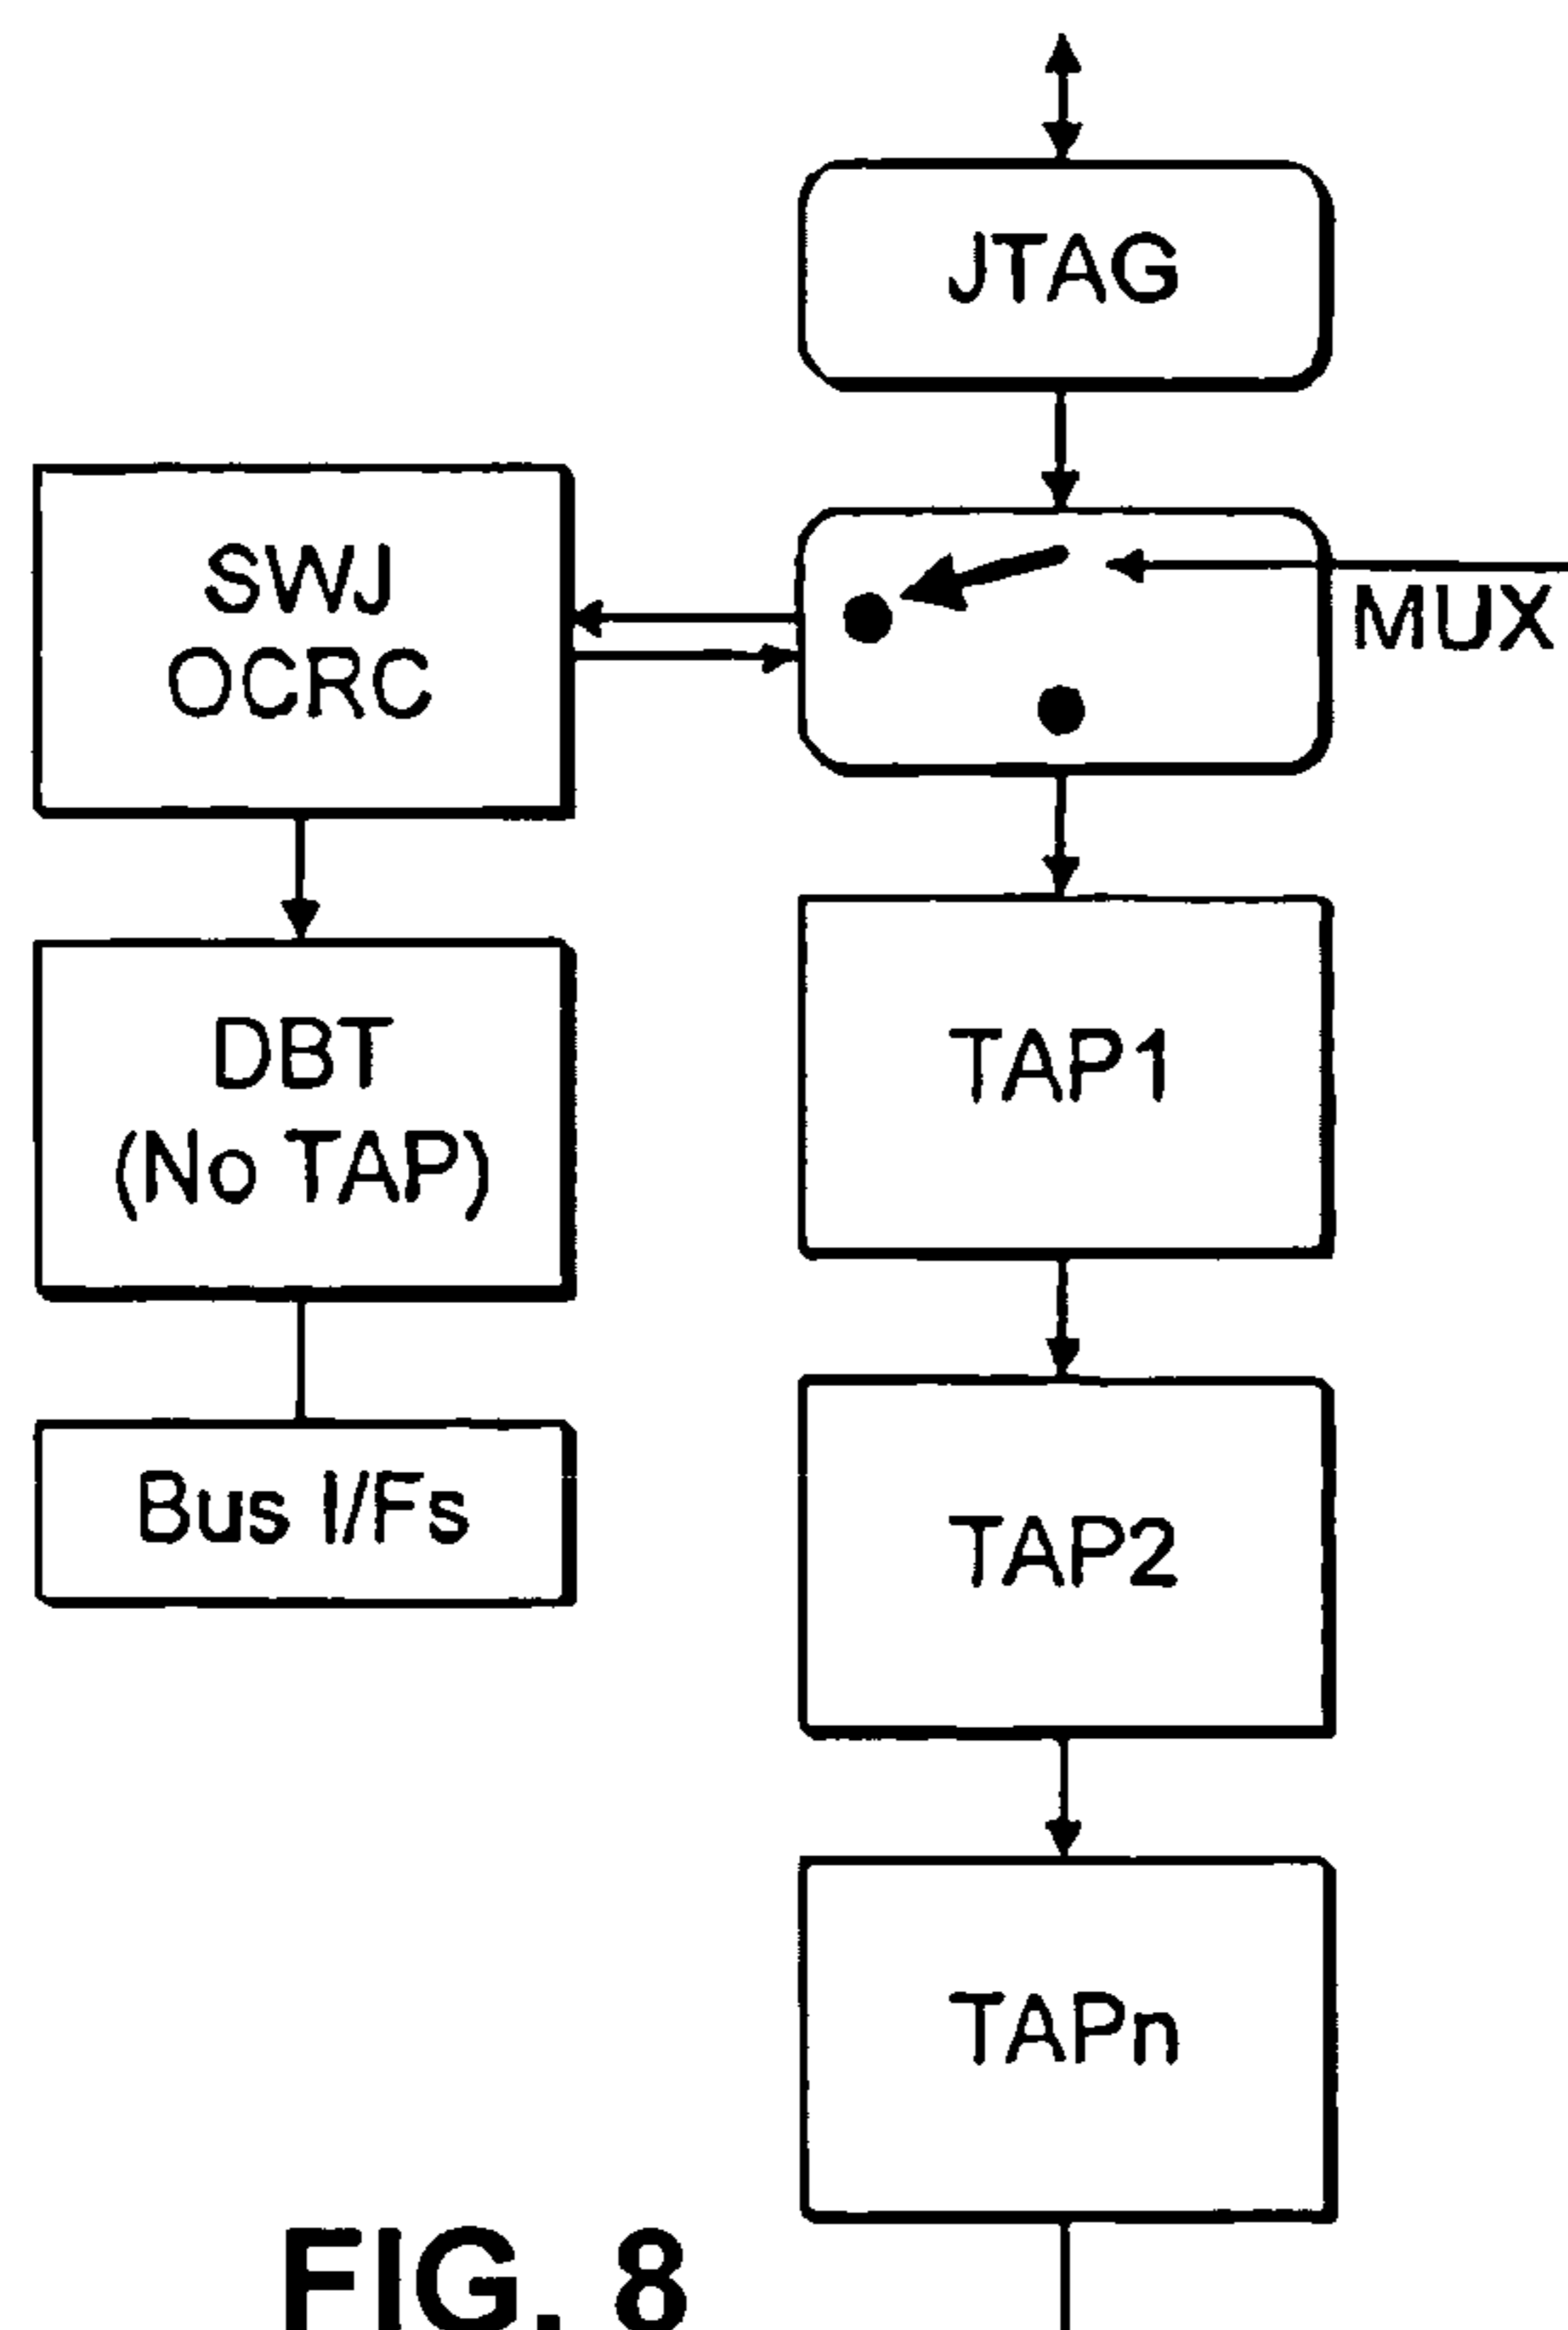 JTAG
SWJ
OCRC
MUX
DBT
(No TAP)
TAP1
Bus I/Fs
TAP2
TAPn
FIG. 8